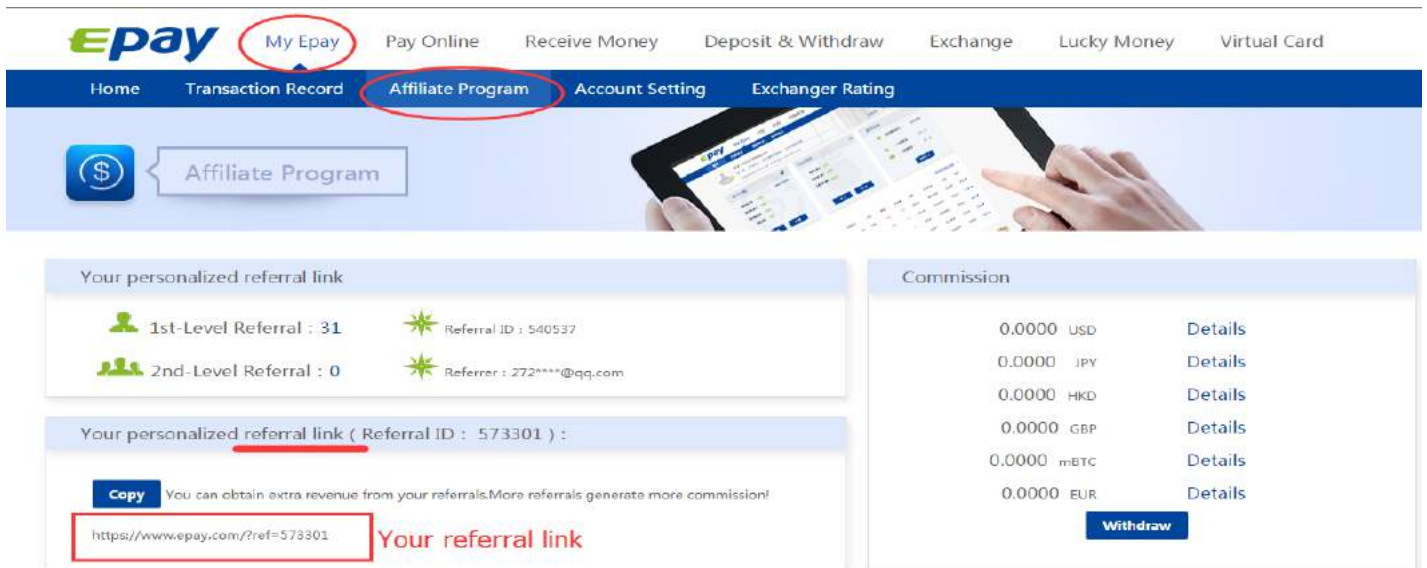 Epay My Epay Pay Online Receive Money Deposit & Withdraw Exchange Lucky Money Virtual Card
Home Transaction Record Affiliate Program Account Setting Exchanger Rating
Affiliate Program
Your personalized referral link
1st-Level Referral : 31 Referral ID : 540537
2nd-Level Referral : 0 Referrer : 272****@qq.com
Your personalized referral link ( Referral ID : 573301 ) :
Copy You can obtain extra revenue from your referrals.More referrals generate more commission!
https://www.epay.com/?ref=573301 Your referral link
Commission
0.0000 USD Details
0.0000 JPY Details
0.0000 HKD Details
0.0000 GBP Details
0.0000 mBTC Details
0.0000 EUR Details
Withdraw